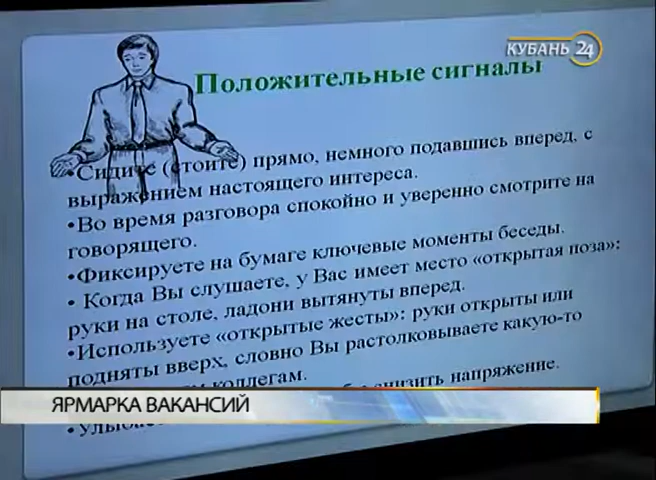 КУБАНЬ 24
Положительные сигналы
•Сидите (стоите) прямо, немного подавшись вперед, с
выражением настоящего интереса.
•Во время разговора спокойно и уверенно смотрите на
говорящего.
•Фиксируете на бумаге ключевые моменты беседы.
• Когда Вы слушаете, у Вас имеет место «открытая поза»:
руки на столе, ладони вытянуты вперед.
•Используете «открытые жесты»: руки открыты или
подняты вверх, словно Вы растолковываете какую-то
коллегам.
снизить напряжение.
ЯРМАРКА ВАКАНСИЙ